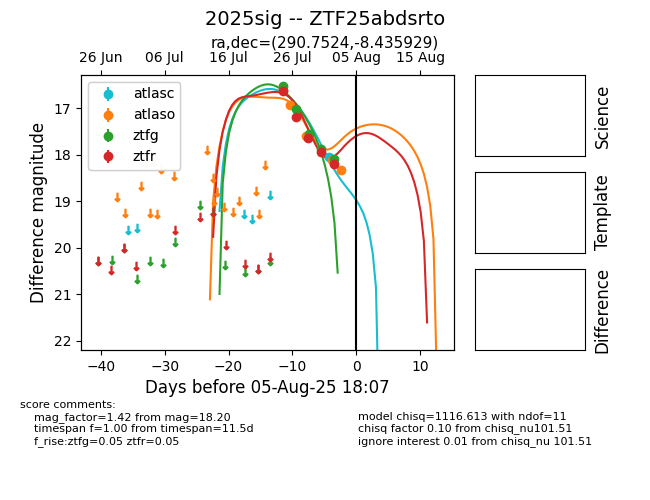 2025sig -- ZTF25abdsrto
ra,dec=(290.7524,-8.435929)
26 Jun 06 Jul 16 Jul 26 Jul 05 Aug 15 Aug
atlasc
atlaso
ztfg
ztfr
17
18
19
20
21
22
Difference magnitude
−40 −30 −20 −10 0 10
Days before 05-Aug-25 18:07
Science
Template
Difference
score comments:
mag_factor=1.42 from mag=18.20
timespan f=1.00 from timespan=11.5d
f_rise:ztfg=0.05 ztfr=0.05
model chisq=1116.613 with ndof=11
chisq factor 0.10 from chisq_nu101.51
ignore interest 0.01 from chisq_nu 101.51